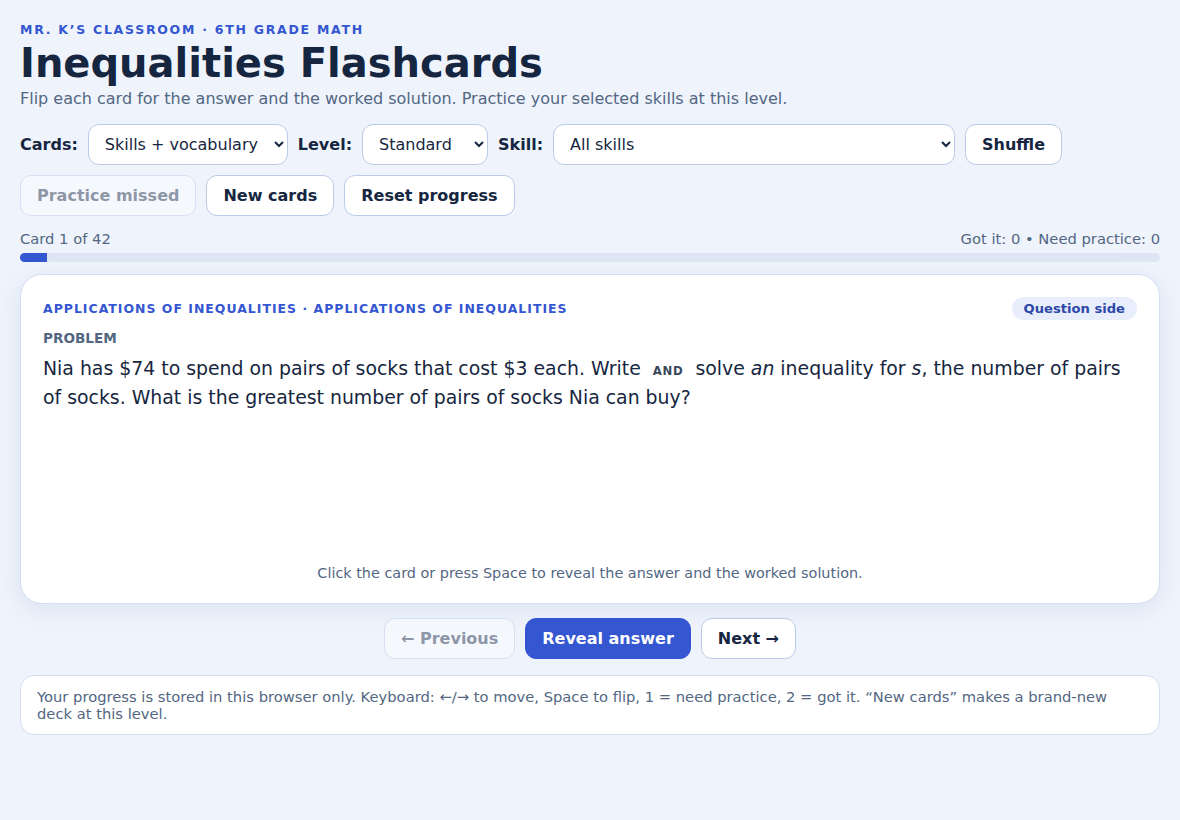 MR. K’S CLASSROOM · 6TH GRADE MATH
Inequalities Flashcards
Flip each card for the answer and the worked solution. Practice your selected skills at this level.
Cards: Skills + vocabulary Level: Standard Skill: All skills Shuffle
Practice missed New cards Reset progress
Card 1 of 42 Got it: 0 • Need practice: 0
APPLICATIONS OF INEQUALITIES · APPLICATIONS OF INEQUALITIES Question side
PROBLEM
Nia has $74 to spend on pairs of socks that cost $3 each. Write AND solve an inequality for s, the number of pairs
of socks. What is the greatest number of pairs of socks Nia can buy?
Click the card or press Space to reveal the answer and the worked solution.
← Previous Reveal answer Next →
Your progress is stored in this browser only. Keyboard: ←/→ to move, Space to flip, 1 = need practice, 2 = got it. “New cards” makes a brand-new
deck at this level.